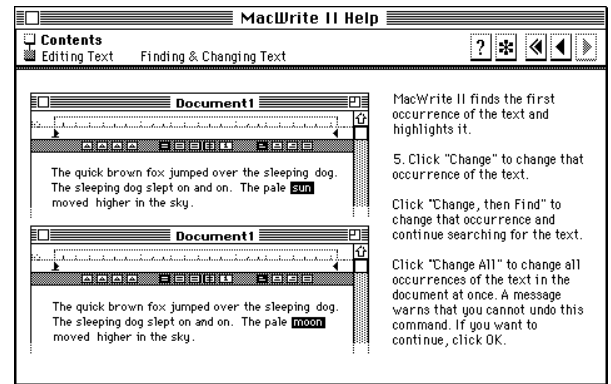 MacWrite II Help
Contents
Editing Text Finding & Changing Text
? *
Document1
The quick brown fox jumped over the sleeping dog.
The sleeping dog slept on and on. The pale sun
moved higher in the sky.
Document1
The quick brown fox jumped over the sleeping dog.
The sleeping dog slept on and on. The pale moon
moved higher in the sky.
MacWrite II finds the first
occurrence of the text and
highlights it.
5. Click "Change" to change that
occurrence of the text.
Click "Change, then Find" to
change that occurrence and
continue searching for the text.
Click "Change All" to change all
occurrences of the text in the
document at once. A message
warns that you cannot undo this
command. If you want to
continue, click OK.